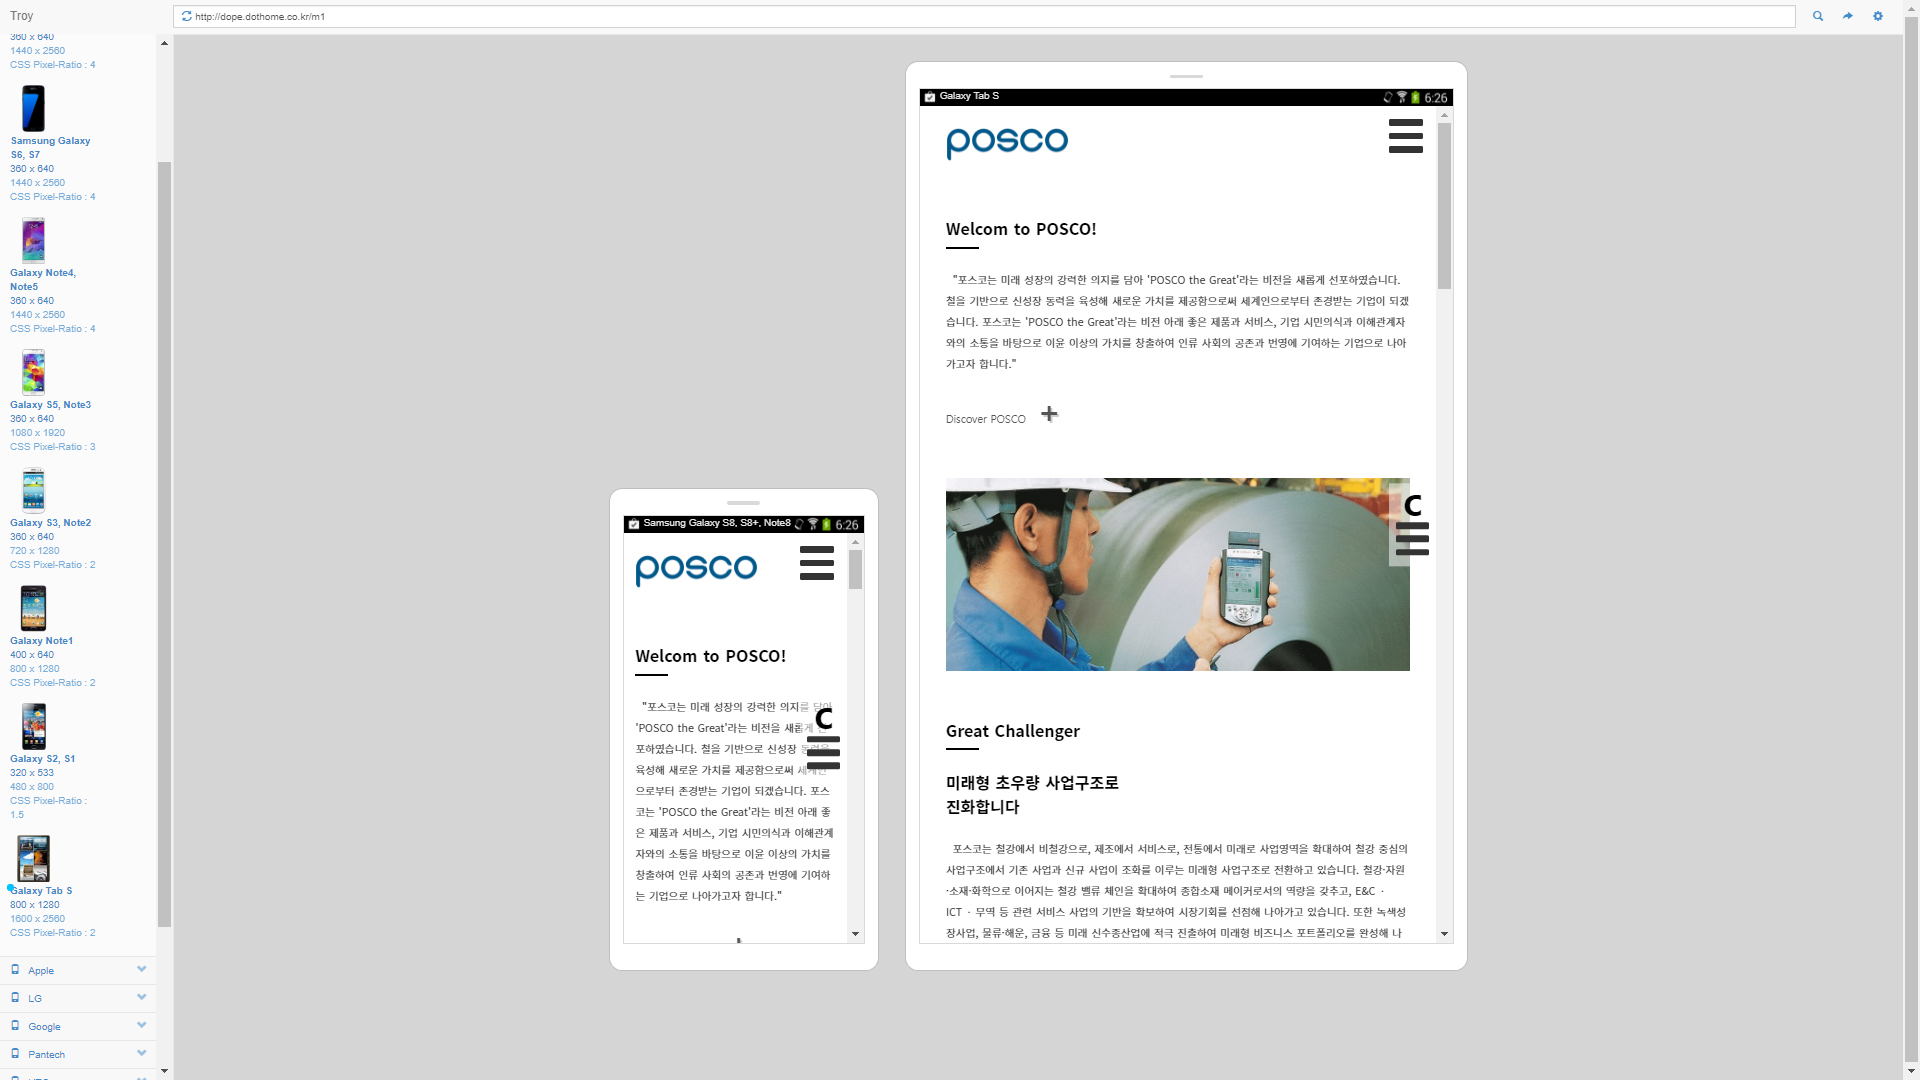 Troy
http://dope.dothome.co.kr/m1
360 x 640
1440 x 2560
CSS Pixel-Ratio : 4
Samsung Galaxy
S6, S7
360 x 640
1440 x 2560
CSS Pixel-Ratio : 4
Galaxy Note4,
Note5
360 x 640
1440 x 2560
CSS Pixel-Ratio : 4
Galaxy S5, Note3
360 x 640
1080 x 1920
CSS Pixel-Ratio : 3
Galaxy S3, Note2
360 x 640
720 x 1280
CSS Pixel-Ratio : 2
Galaxy Note1
400 x 640
800 x 1280
CSS Pixel-Ratio : 2
Galaxy S2, S1
320 x 533
480 x 800
CSS Pixel-Ratio :
1.5
Galaxy Tab S
800 x 1280
1600 x 2560
CSS Pixel-Ratio : 2
Apple
LG
Google
Pantech
Samsung Galaxy S8, S8+, Note8 6:26
posco
Welcom to POSCO!
"포스코는 미래 성장의 강력한 의지를 담아
'POSCO the Great'라는 비전을 새롭게 선
포하였습니다. 철을 기반으로 신성장 동력을
육성해 새로운 가치를 제공함으로써 세계인
으로부터 존경받는 기업이 되겠습니다. 포스
코는 'POSCO the Great'라는 비전 아래 좋
은 제품과 서비스, 기업 시민의식과 이해관계
자와의 소통을 바탕으로 이윤 이상의 가치를
창출하여 인류 사회의 공존과 번영에 기여하
는 기업으로 나아가고자 합니다."
C
Galaxy Tab S 6:26
posco
Welcom to POSCO!
"포스코는 미래 성장의 강력한 의지를 담아 'POSCO the Great'라는 비전을 새롭게 선포하였습니다.
철을 기반으로 신성장 동력을 육성해 새로운 가치를 제공함으로써 세계인으로부터 존경받는 기업이 되겠
습니다. 포스코는 'POSCO the Great'라는 비전 아래 좋은 제품과 서비스, 기업 시민의식과 이해관계자
와의 소통을 바탕으로 이윤 이상의 가치를 창출하여 인류 사회의 공존과 번영에 기여하는 기업으로 나아
가고자 합니다."
Discover POSCO
C
Great Challenger
미래형 초우량 사업구조로
진화합니다
포스코는 철강에서 비철강으로, 제조에서 서비스로, 전통에서 미래로 사업영역을 확대하여 철강 중심의
사업구조에서 기존 사업과 신규 사업이 조화를 이루는 미래형 사업구조로 전환하고 있습니다. 철강·자원
·소재·화학으로 이어지는 철강 밸류 체인을 확대하여 종합소재 메이커로서의 역량을 갖추고, E&C ·
ICT · 무역 등 관련 서비스 사업의 기반을 확보하여 시장기회를 선점해 나아가고 있습니다. 또한 녹색성
장사업, 물류·해운, 금융 등 미래 신수종산업에 적극 진출하여 미래형 비즈니스 포트폴리오를 완성해 나